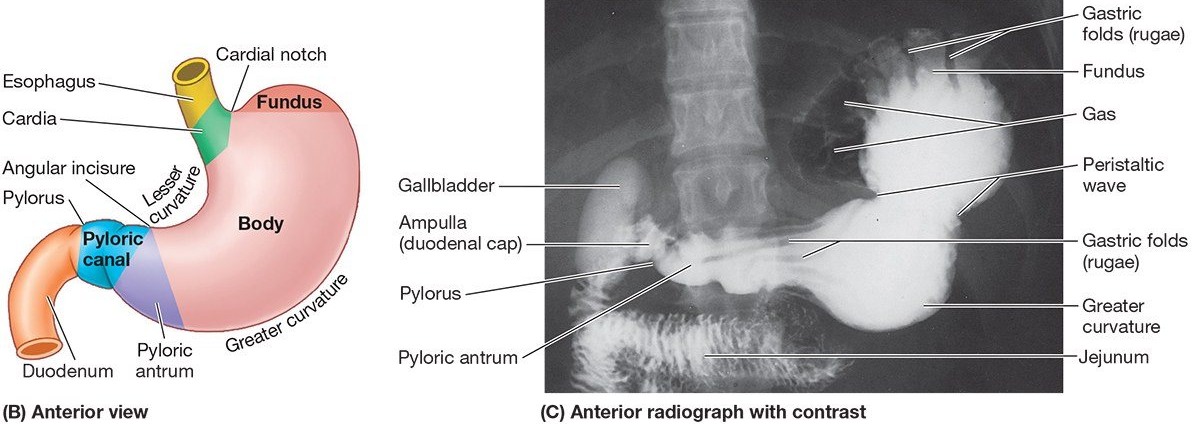 Cardial notch
Esophagus
Fundus
Cardia
Angular incisure
Lesser
curvature
Pylorus
Body
Pyloric
canal
Greater curvature
Pyloric
antrum
Duodenum
(B) Anterior view
Gastric
folds (rugae)
Fundus
Gas
Peristaltic
wave
Gallbladder
Ampulla
(duodenal cap)
Gastric folds
(rugae)
Pylorus
Greater
curvature
Pyloric antrum
Jejunum
(C) Anterior radiograph with contrast